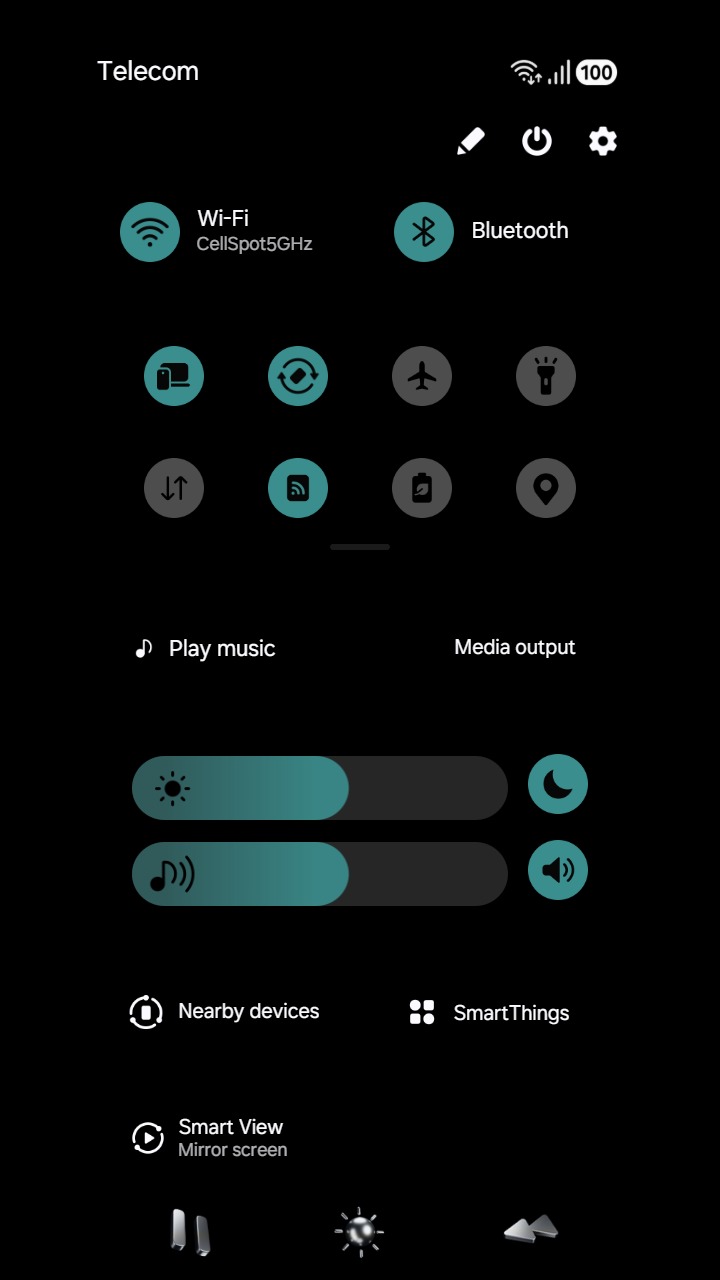 Telecom
100
Wi-Fi
CellSpot5GHz
Bluetooth
Play music
Media output
Nearby devices
SmartThings
Smart View
Mirror screen